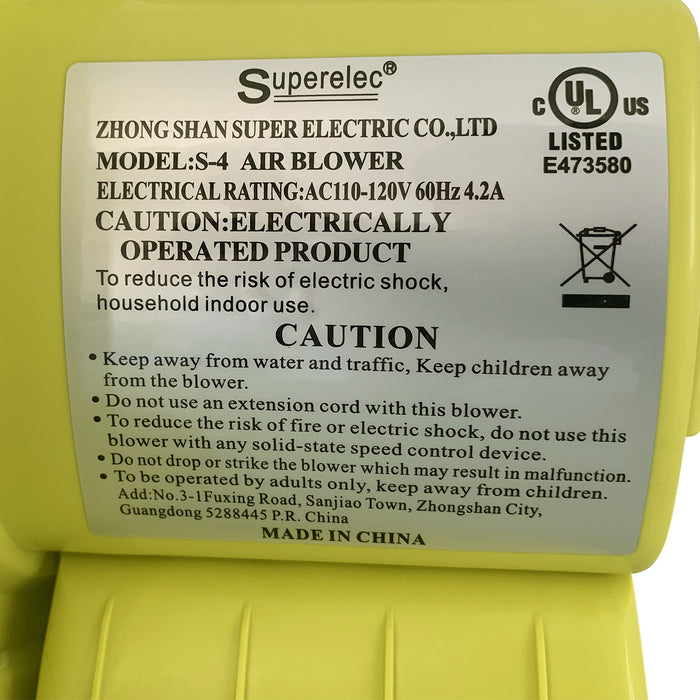 Superelec®
ZHONG SHAN SUPER ELECTRIC CO.,LTD
MODEL:S-4 AIR BLOWER
ELECTRICAL RATING:AC110-120V 60Hz 4.2A
CAUTION:ELECTRICALLY
OPERATED PRODUCT
To reduce the risk of electric shock,
household indoor use.
C UL® US
LISTED
E473580
CAUTION
• Keep away from water and traffic, Keep children away
from the blower.
• Do not use an extension cord with this blower.
• To reduce the risk of fire or electric shock, do not use this
blower with any solid-state speed control device.
• Do not drop or strike the blower which may result in malfunction.
• To be operated by adults only, keep away from children.
Add:No.3-1Fuxing Road, Sanjiao Town, Zhongshan City,
Guangdong 5288445 P.R. China
MADE IN CHINA